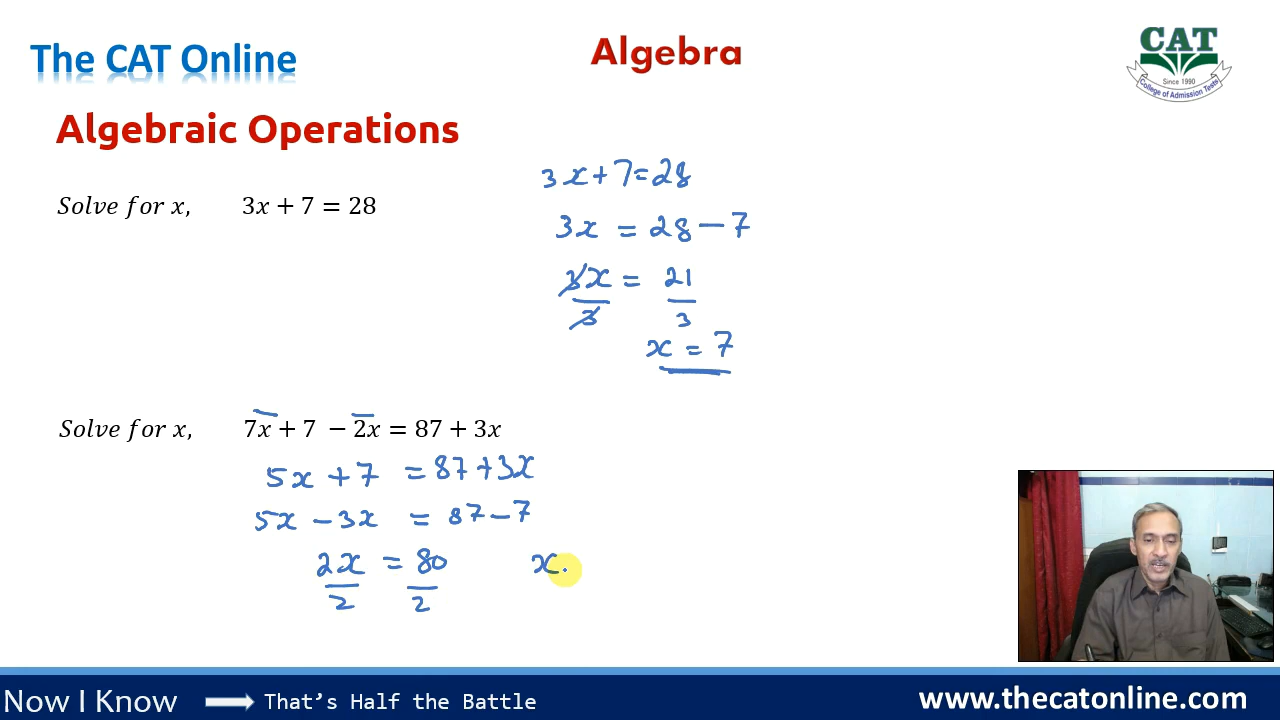 The CAT Online
Algebra
CAT
Since 1990
College of Admission Tests
Algebraic Operations
Solve for x, 3x + 7 = 28
3x + 7 = 28
3x = 28 − 7
3x = 21
3 3
x = 7
Solve for x, 7x + 7 − 2x = 87 + 3x
5x + 7 = 87 + 3x
5x − 3x = 87 − 7
2x = 80 x
2 2
Now I Know That's Half the Battle www.thecatonline.com